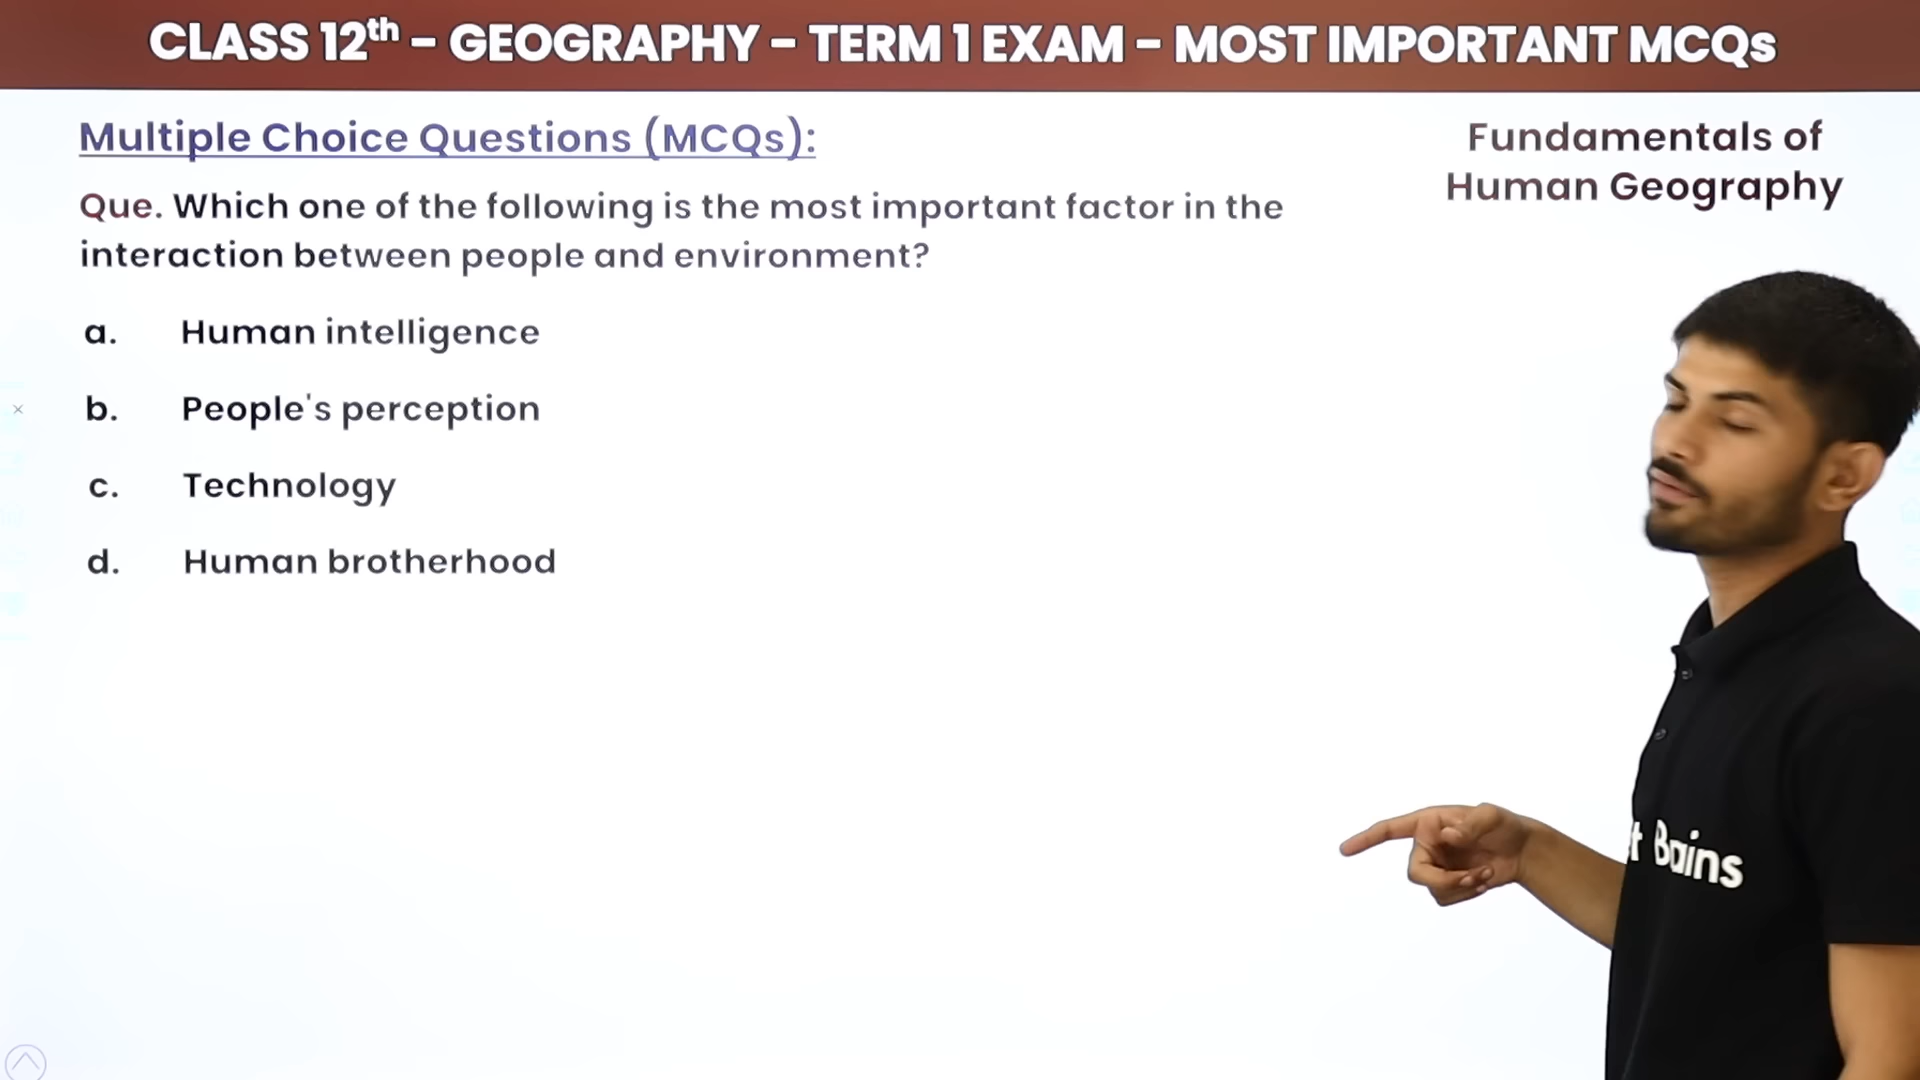 CLASS 12th - GEOGRAPHY - TERM 1 EXAM - MOST IMPORTANT MCQs
Multiple Choice Questions (MCQs):
Fundamentals of
Human Geography
Que. Which one of the following is the most important factor in the
interaction between people and environment?
a. Human intelligence
b. People's perception
c. Technology
d. Human brotherhood
Bains